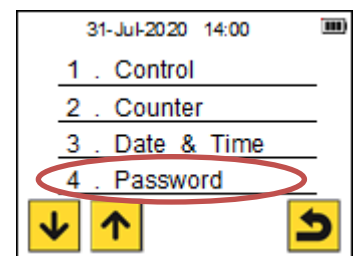 31-Jul-2020 14:00
1 . Control
2 . Counter
3 . Date & Time
4 . Password